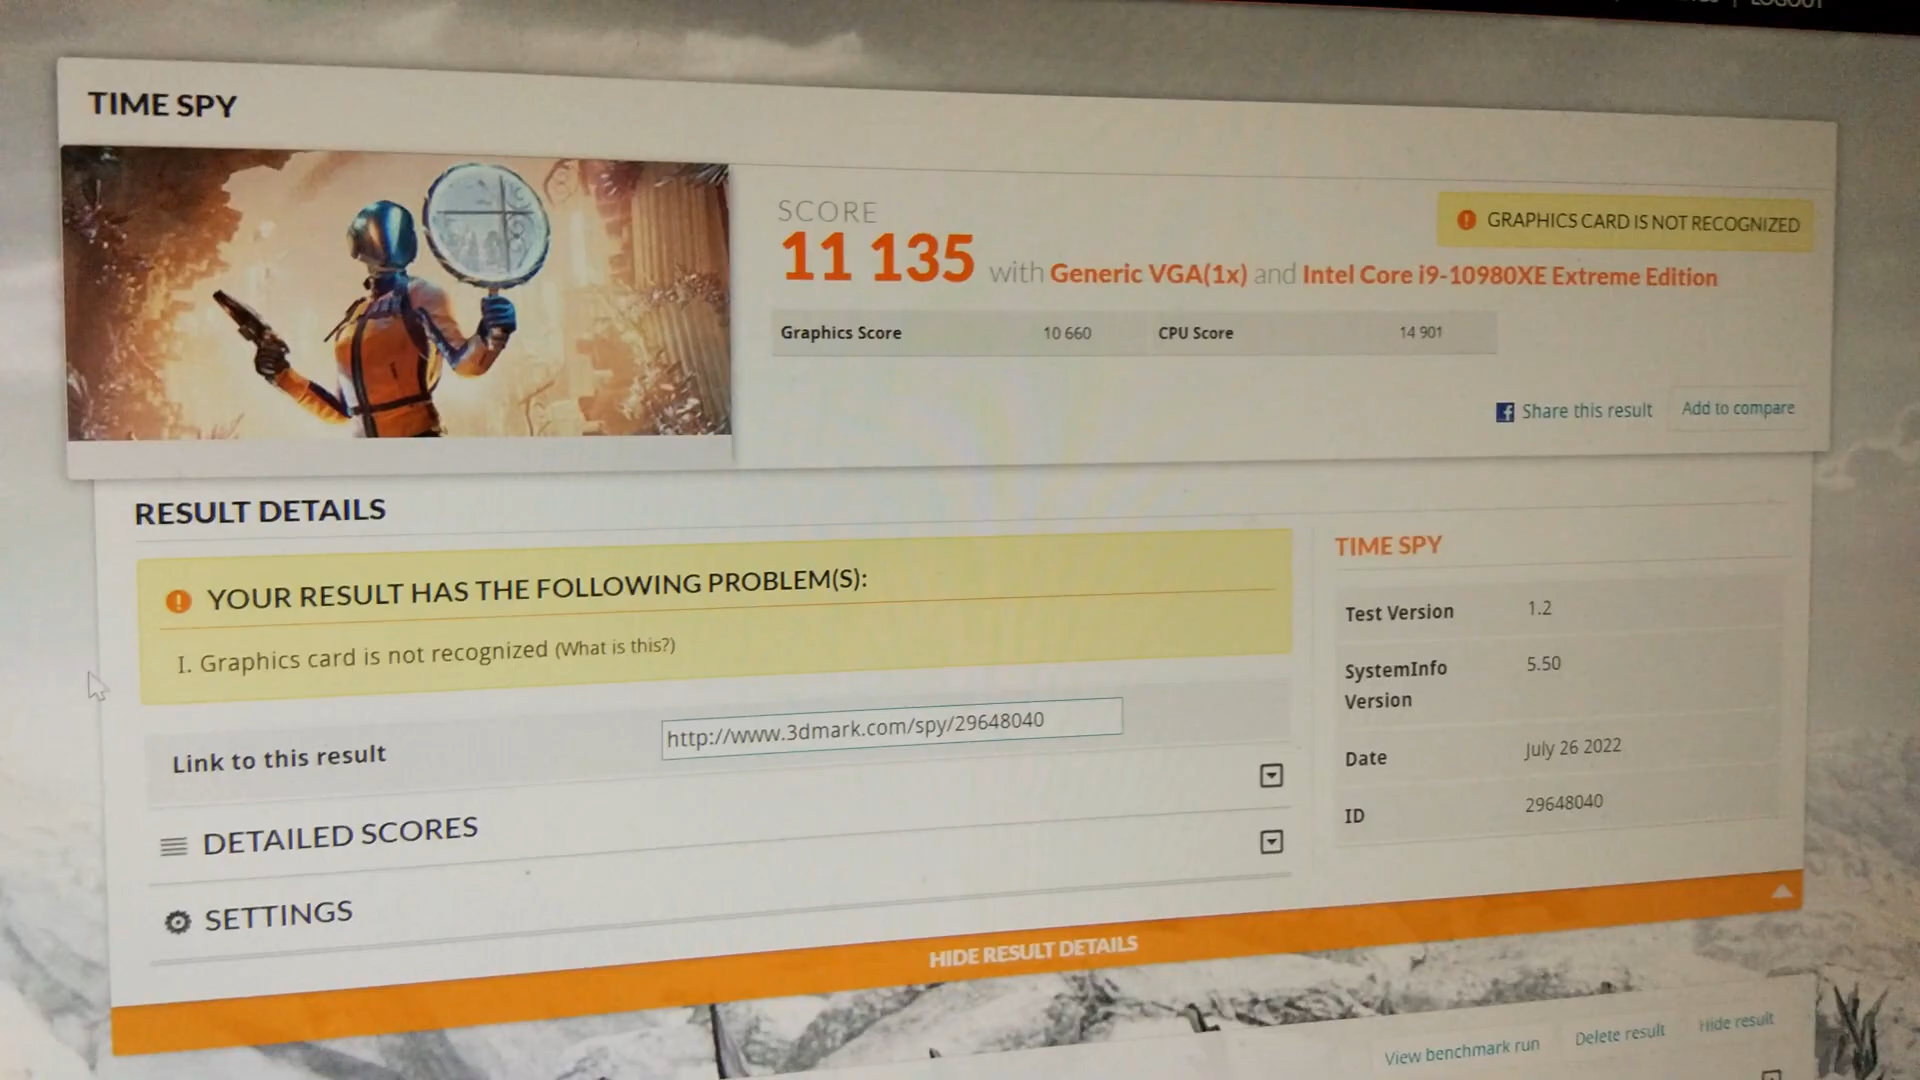 LOGOUT
TIME SPY
SCORE
11 135 with Generic VGA(1x) and Intel Core i9-10980XE Extreme Edition
GRAPHICS CARD IS NOT RECOGNIZED
Graphics Score 10 660 CPU Score 14 901
Share this result Add to compare
RESULT DETAILS
YOUR RESULT HAS THE FOLLOWING PROBLEM(S):
I. Graphics card is not recognized (What is this?)
Link to this result http://www.3dmark.com/spy/29648040
DETAILED SCORES
SETTINGS
TIME SPY
Test Version 1.2
SystemInfo Version 5.50
Date July 26 2022
ID 29648040
HIDE RESULT DETAILS
View benchmark run Delete result Hide result